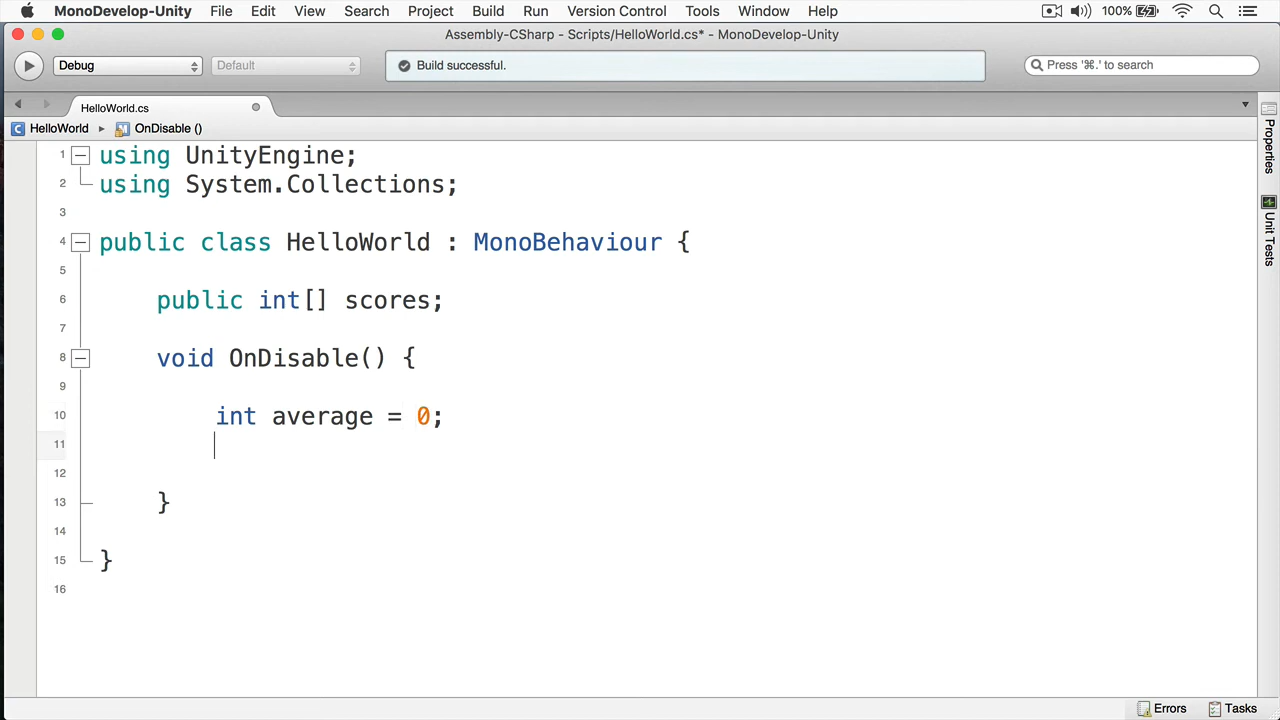 MonoDevelop-Unity File Edit View Search Project Build Run Version Control Tools Window Help 100%
Assembly-CSharp - Scripts/HelloWorld.cs* - MonoDevelop-Unity
Debug Default Build successful. Press '⌘.' to search
HelloWorld.cs
HelloWorld ▸ OnDisable ()
1 using UnityEngine;
2 using System.Collections;
3
4 public class HelloWorld : MonoBehaviour {
5
6 public int[] scores;
7
8 void OnDisable() {
9
10 int average = 0;
11
12
13 }
14
15 }
16
Properties
Unit Tests
Errors Tasks